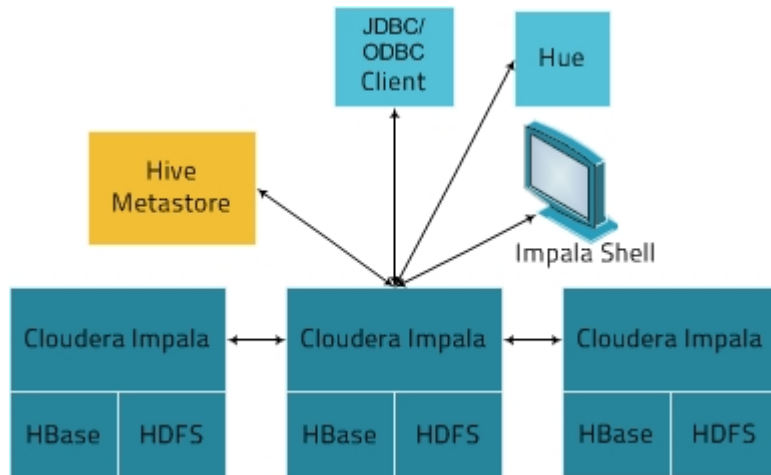 JDBC/
ODBC
Client
Hue
Hive
Metastore
Impala Shell
Cloudera Impala
Cloudera Impala
Cloudera Impala
HBase
HDFS
HBase
HDFS
HBase
HDFS